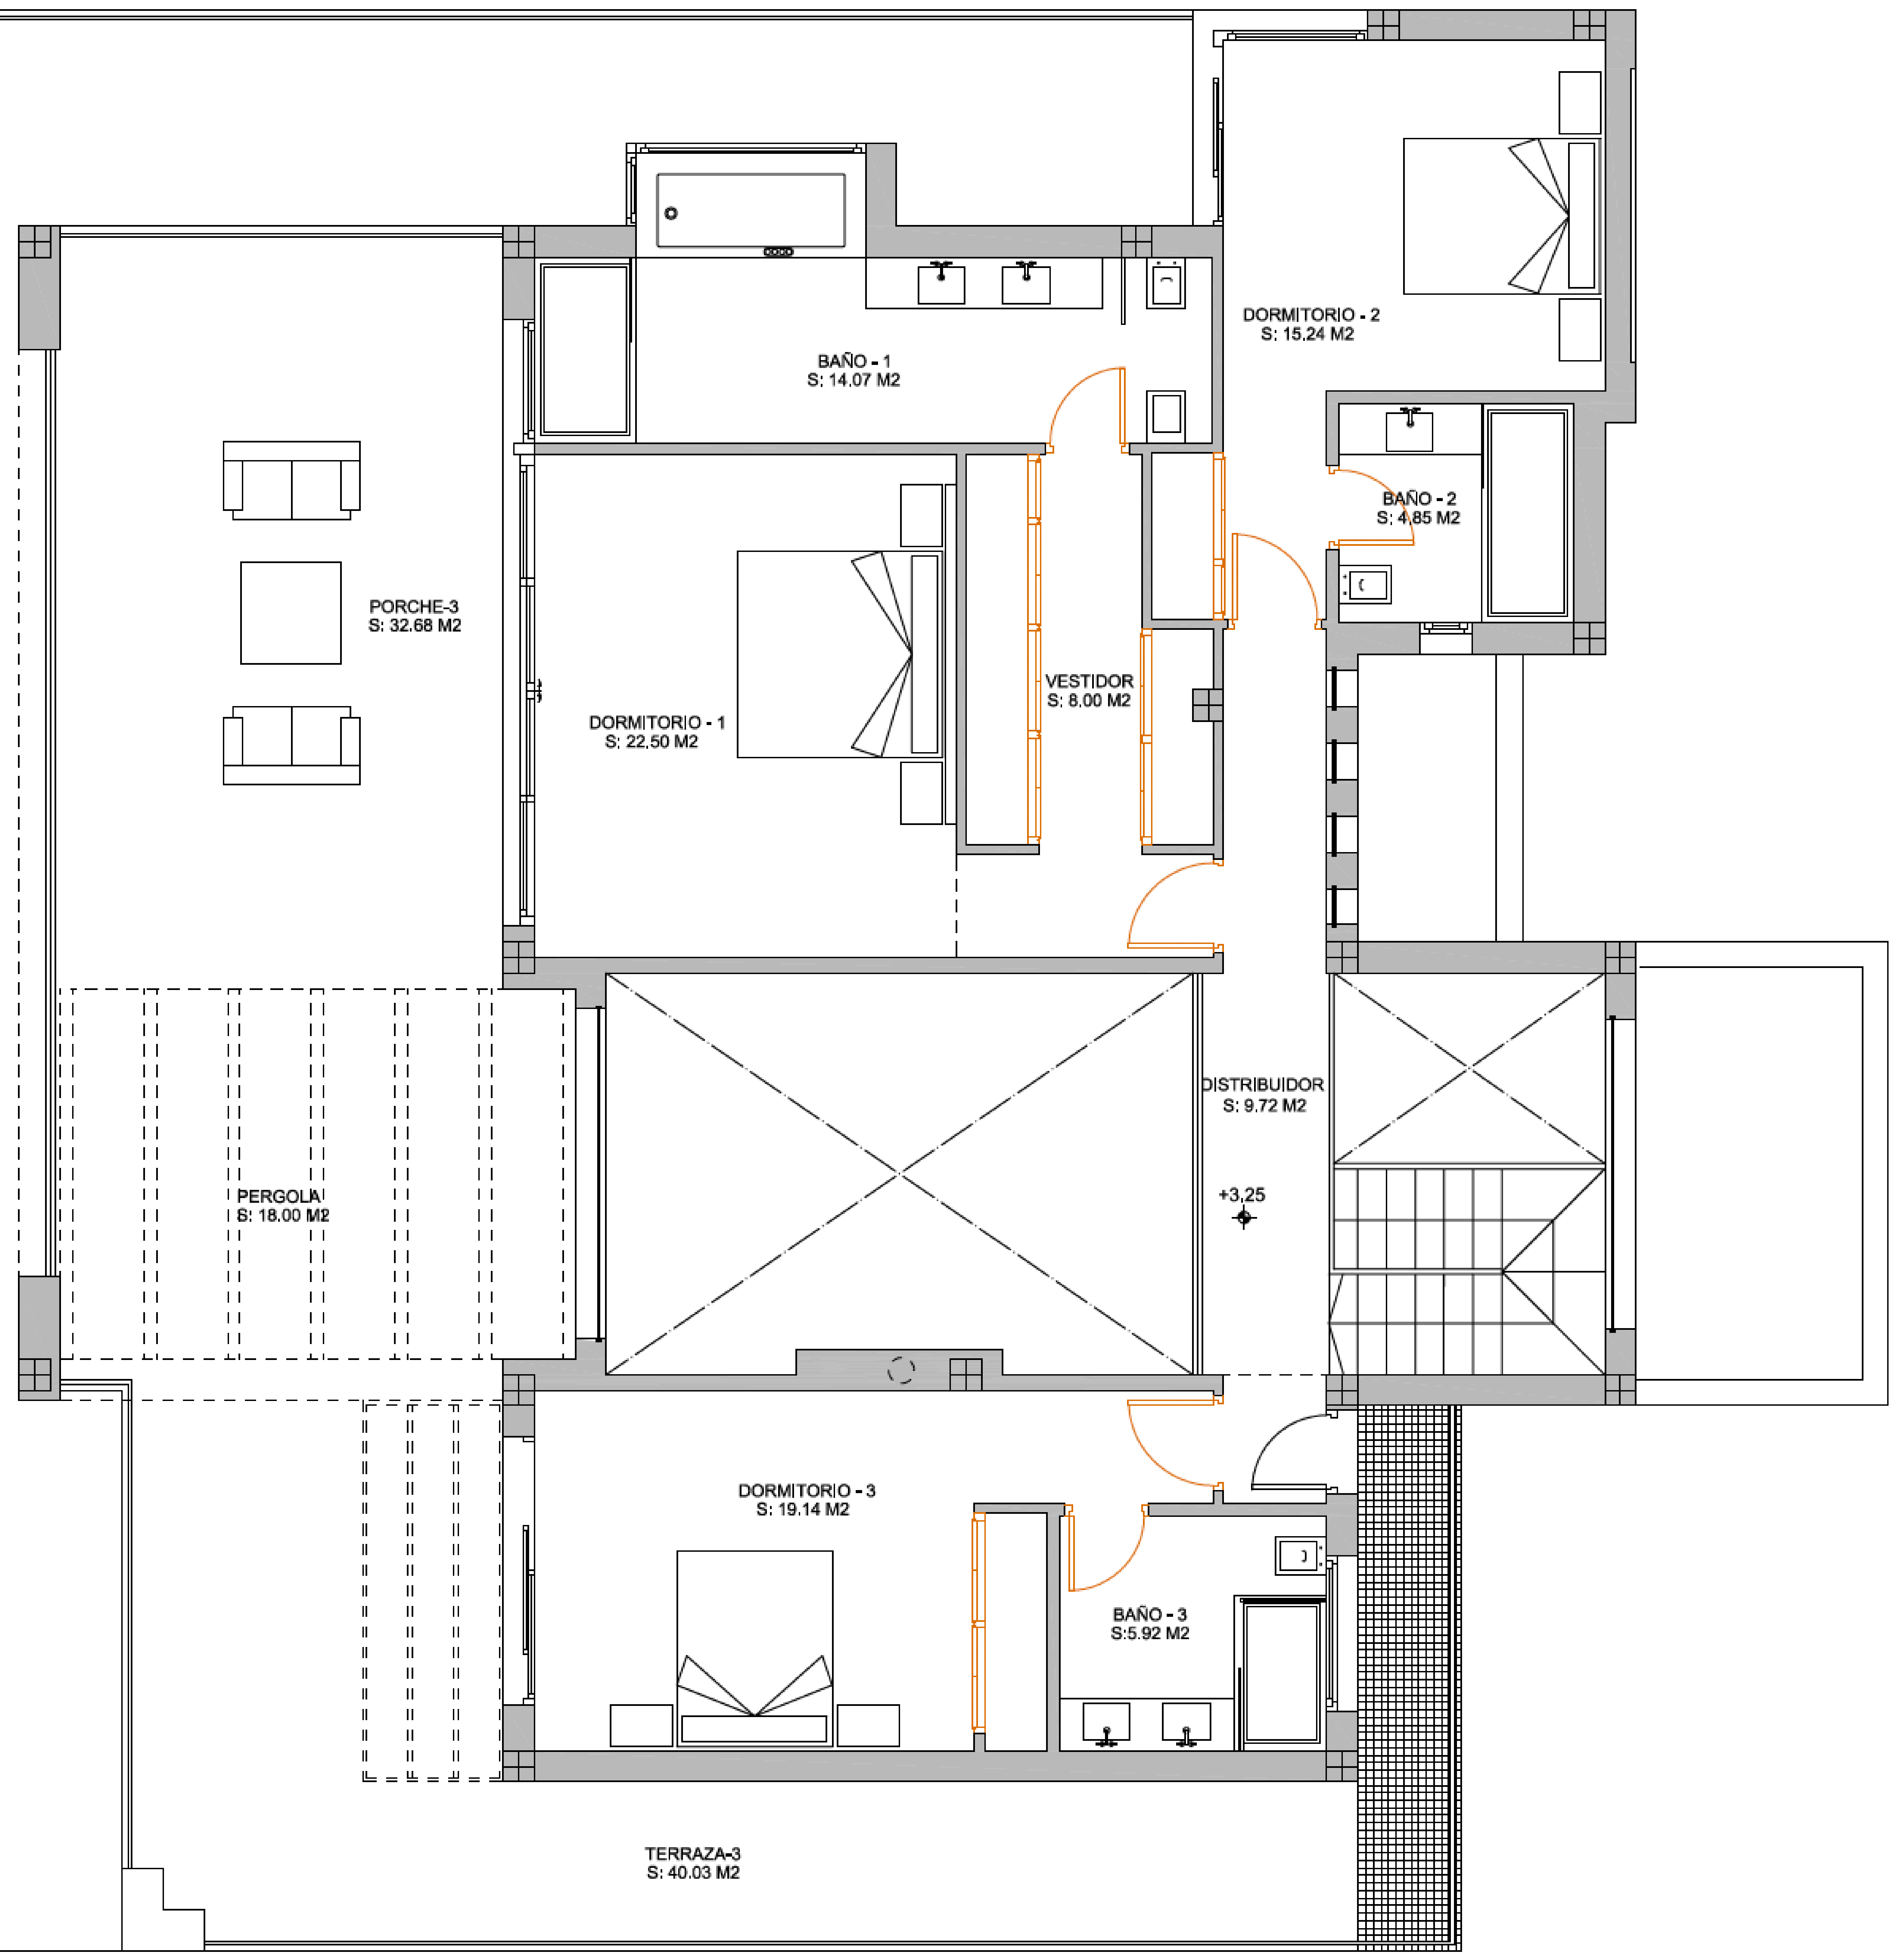 DORMITORIO - 2
S: 15.24 M2
BAÑO - 1
S: 14.07 M2
BAÑO - 2
S: 4.85 M2
PORCHE-3
S: 32.68 M2
VESTIDOR
S: 8.00 M2
DORMITORIO - 1
S: 22.50 M2
DISTRIBUIDOR
S: 9.72 M2
+3.25
PERGOLA
S: 18.00 M2
DORMITORIO - 3
S: 19.14 M2
BAÑO - 3
S:5.92 M2
TERRAZA-3
S: 40.03 M2